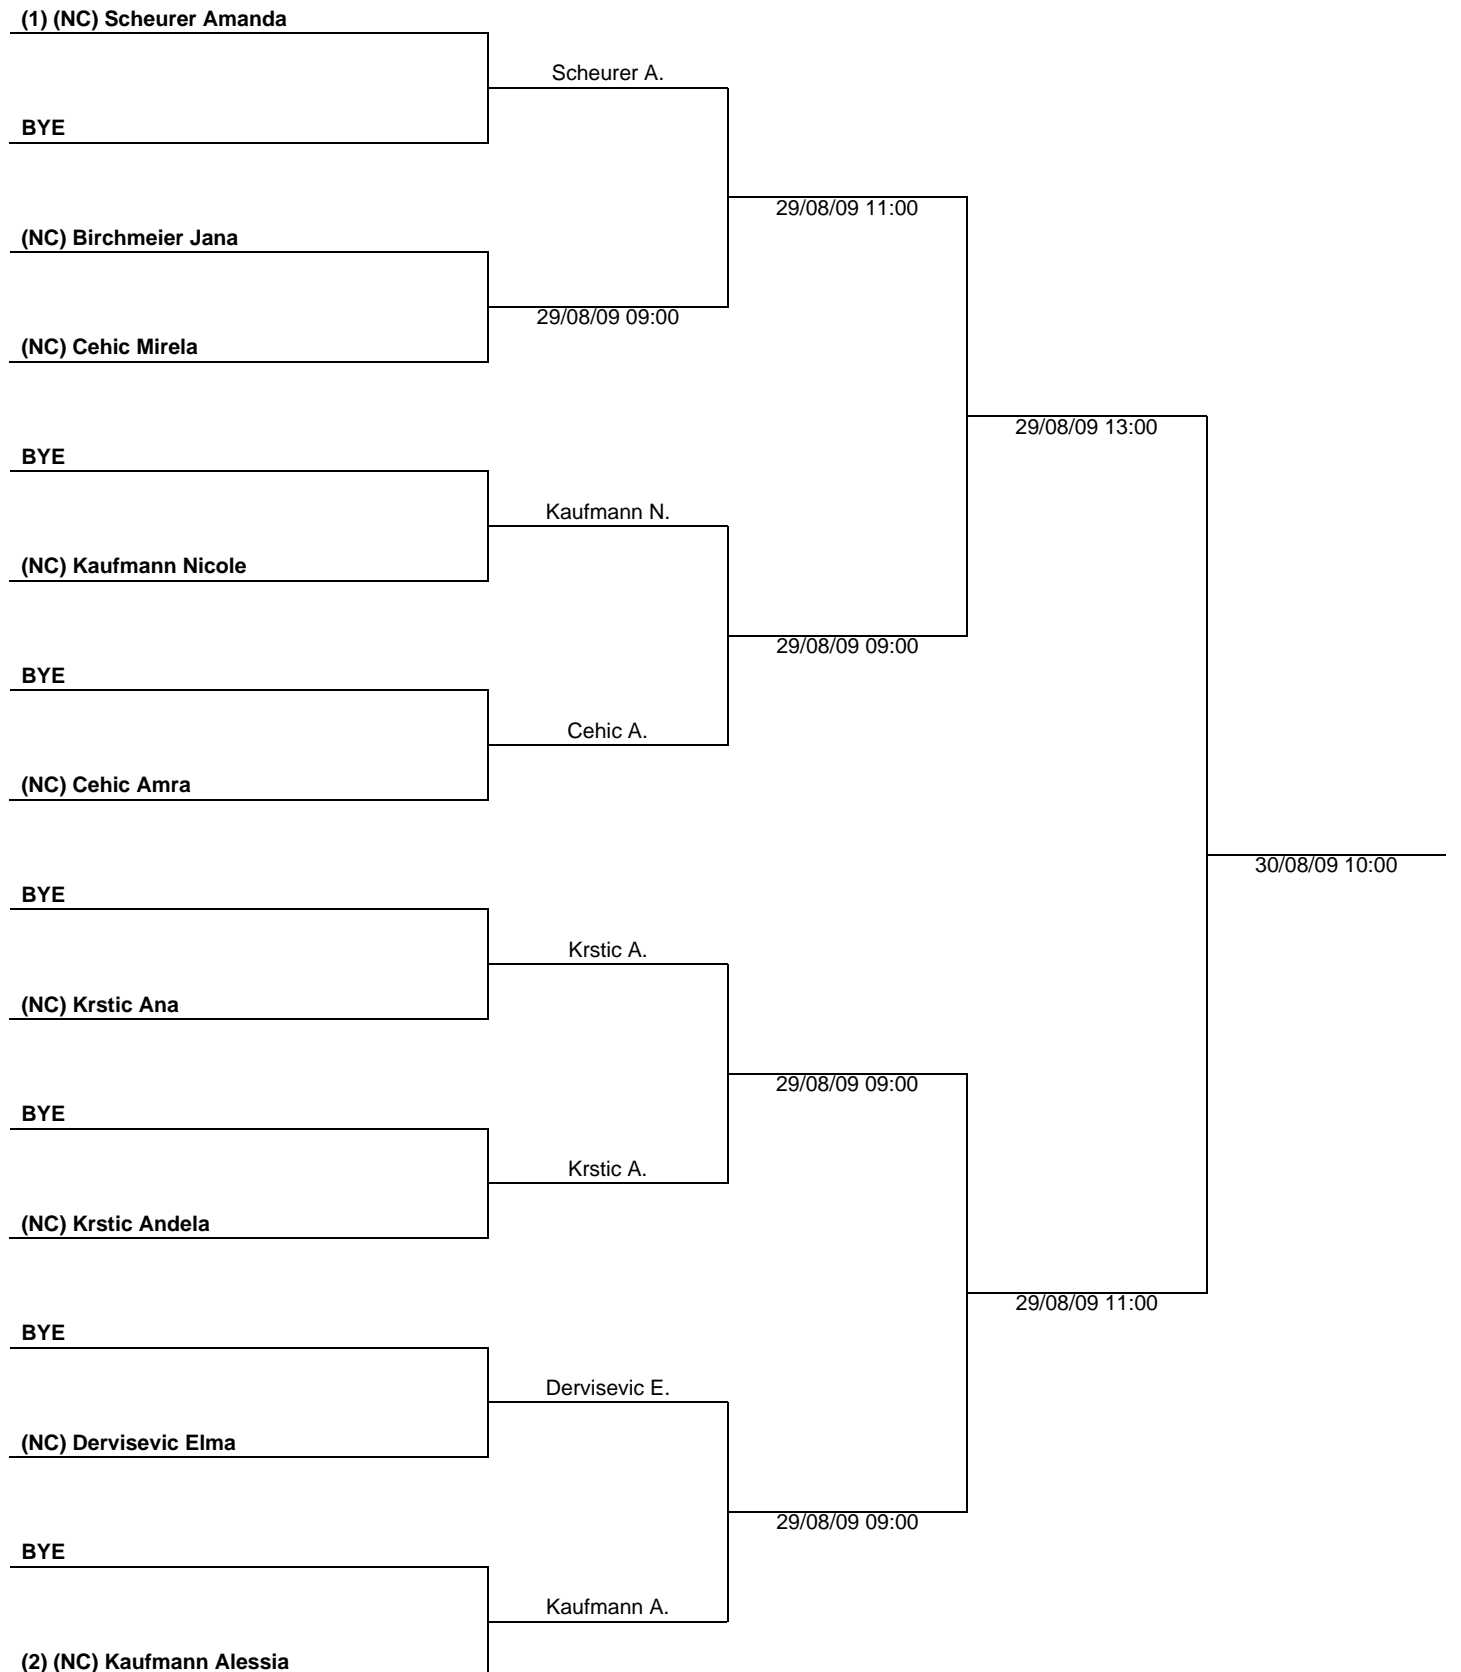 (1) (NC) Scheurer Amanda
Scheurer A.
BYE
29/08/09 11:00
(NC) Birchmeier Jana
29/08/09 09:00
(NC) Cehic Mirela
29/08/09 13:00
BYE
Kaufmann N.
(NC) Kaufmann Nicole
29/08/09 09:00
BYE
Cehic A.
(NC) Cehic Amra
30/08/09 10:00
BYE
Krstic A.
(NC) Krstic Ana
29/08/09 09:00
BYE
Krstic A.
(NC) Krstic Andela
29/08/09 11:00
BYE
Dervisevic E.
(NC) Dervisevic Elma
29/08/09 09:00
BYE
Kaufmann A.
(2) (NC) Kaufmann Alessia